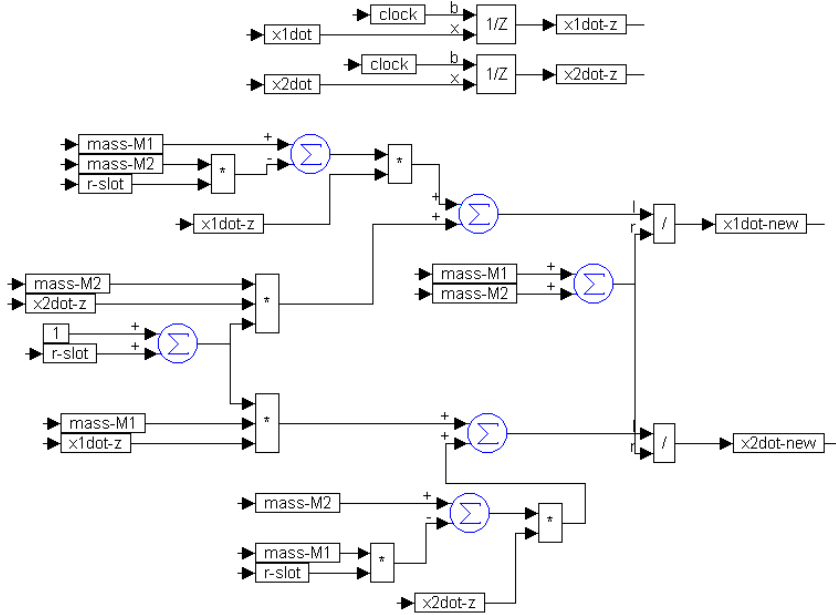 clock b
x1dot x 1/Z x1dot-z
clock b
x2dot x 1/Z x2dot-z
mass-M1 +
mass-M2 * - Σ *
r-slot
x1dot-z + + Σ l r / x1dot-new
mass-M2
x2dot-z *
mass-M1 +
mass-M2 + Σ
1 +
r-slot + Σ
mass-M1 *
x1dot-z
+ + Σ l r / x2dot-new
mass-M2 + - Σ *
mass-M1 *
r-slot
x2dot-z